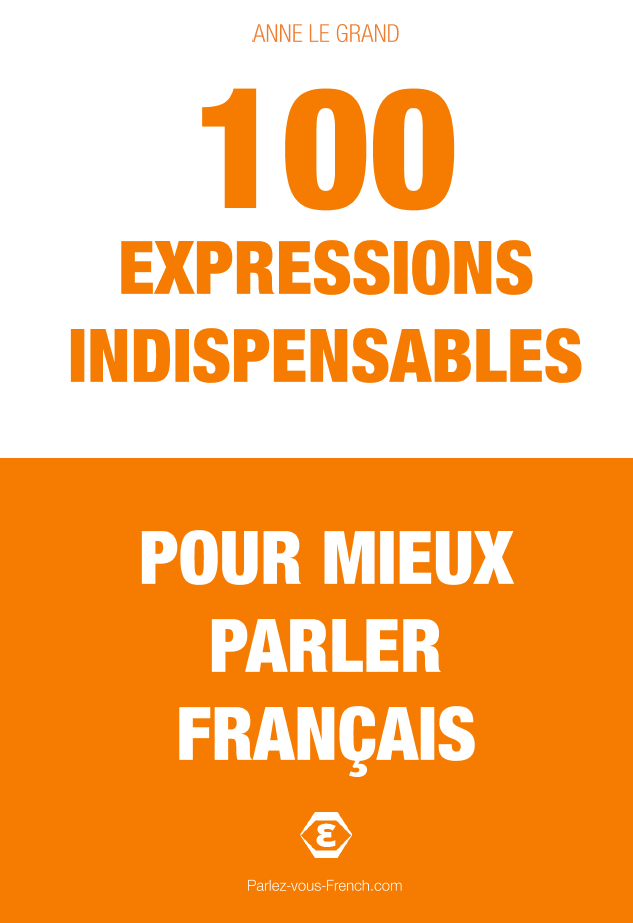 ANNE LE GRAND
100
EXPRESSIONS
INDISPENSABLES
POUR MIEUX
PARLER
FRANÇAIS
Parlez-vous-French.com